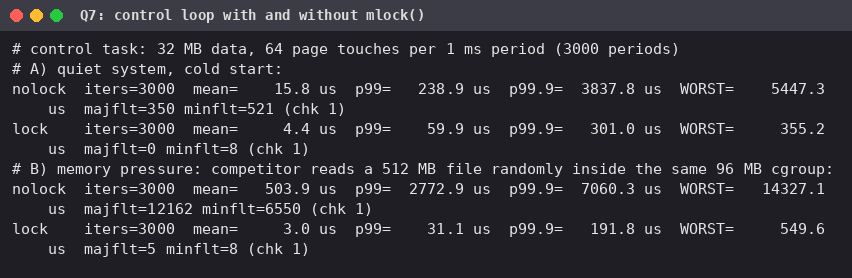 Q7: control loop with and without mlock()
# control task: 32 MB data, 64 page touches per 1 ms period (3000 periods)
# A) quiet system, cold start:
nolock  iters=3000  mean=    15.8 us  p99=   238.9 us  p99.9=  3837.8 us  WORST=    5447.3
    us  majflt=350 minflt=521 (chk 1)
lock    iters=3000  mean=     4.4 us  p99=    59.9 us  p99.9=   301.0 us  WORST=     355.2
    us  majflt=0 minflt=8 (chk 1)
# B) memory pressure: competitor reads a 512 MB file randomly inside the same 96 MB cgroup:
nolock  iters=3000  mean=   503.9 us  p99=  2772.9 us  p99.9=  7060.3 us  WORST=   14327.1
    us  majflt=12162 minflt=6550 (chk 1)
lock    iters=3000  mean=     3.0 us  p99=    31.1 us  p99.9=   191.8 us  WORST=     549.6
    us  majflt=5 minflt=8 (chk 1)